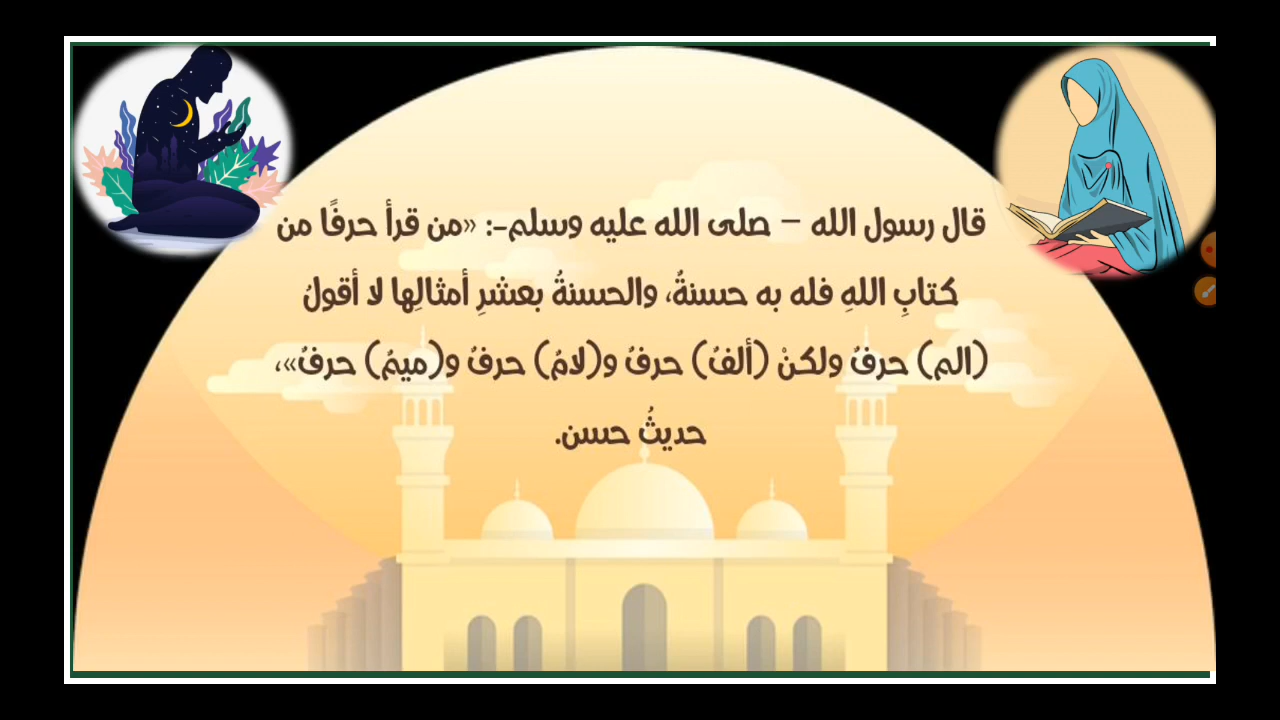 قال رسول الله – صلى الله عليه وسلم-: «من قرأ حرفًا من
كتابِ اللهِ فله به حسنةٌ، والحسنةُ بعشرِ أمثالِها لا أقولُ
(الم) حرفٌ ولكنْ (ألفٌ) حرفٌ و(لامٌ) حرفٌ و(ميمٌ) حرفٌ»،
حديثُ حسن.